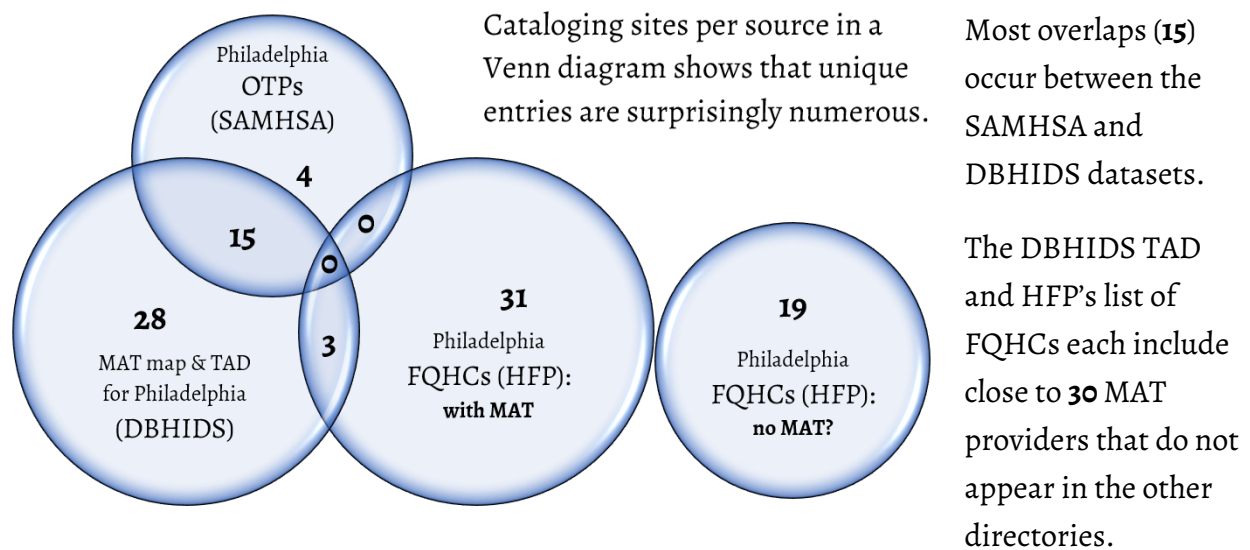 Philadelphia
OTPs
(SAMHSA)
4
15
0
0
28
MAT map & TAD
for Philadelphia
(DBHIDS)
3
31
Philadelphia
FQHCs (HFP):
with MAT
19
Philadelphia
FQHCs (HFP):
no MAT?
Cataloging sites per source in a
Venn diagram shows that unique
entries are surprisingly numerous.
Most overlaps (15)
occur between the
SAMHSA and
DBHIDS datasets.
The DBHIDS TAD
and HFP's list of
FQHCs each include
close to 30 MAT
providers that do not
appear in the other
directories.